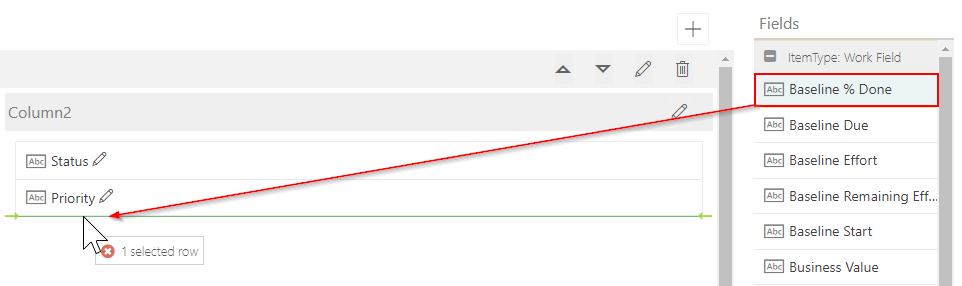 Fields
ItemType: Work Field
Abc Baseline % Done
Column2
Abc Baseline Due
Abc Status
Abc Baseline Effort
Abc Priority
Abc Baseline Remaining Eff...
Abc Baseline Start
1 selected row
Abc Business Value